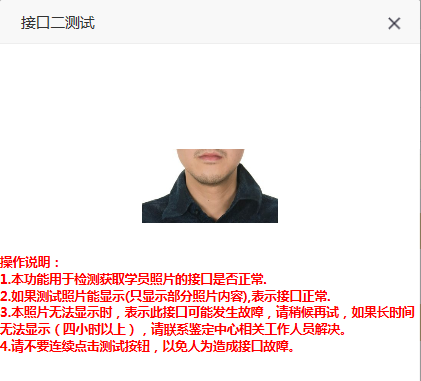 接口二测试
操作说明：
1.本功能用于检测获取学员照片的接口是否正常.
2.如果测试照片能显示(只显示部分照片内容),表示接口正常.
3.本照片无法显示时，表示此接口可能发生故障，请稍候再试，如果长时间
无法显示（四小时以上），请联系鉴定中心相关工作人员解决。
4.请不要连续点击测试按钮，以免人为造成接口故障。